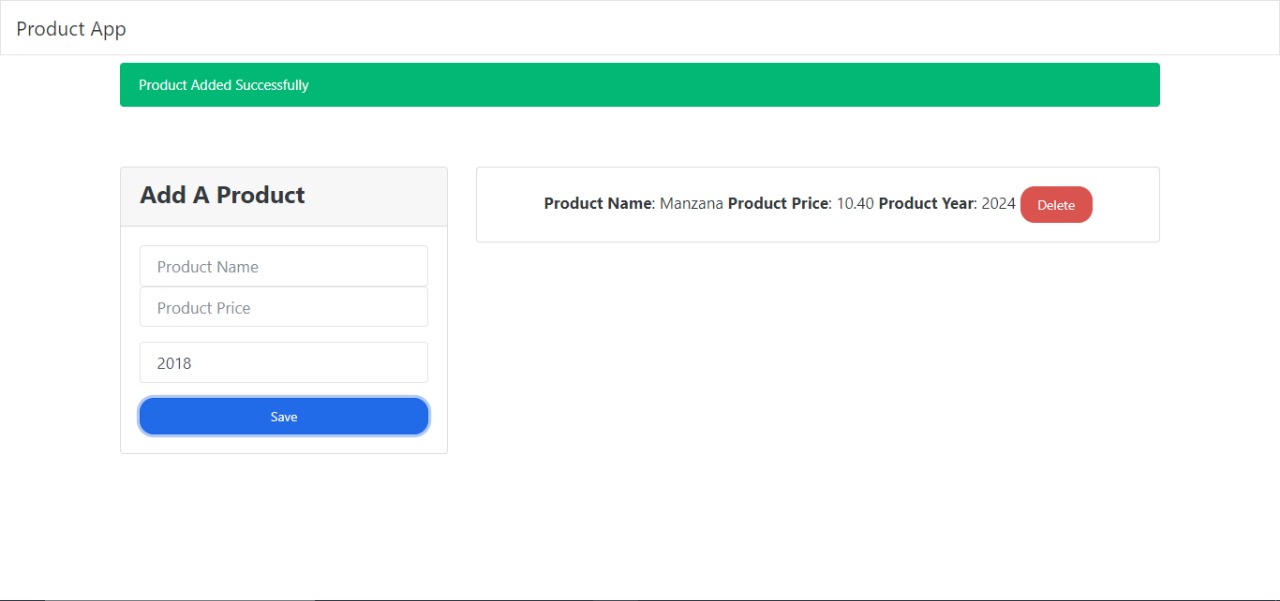 Product App
Product Added Successfully
Add A Product
Product Name
Product Price
2018
Save
Product Name: Manzana Product Price: 10.40 Product Year: 2024 Delete